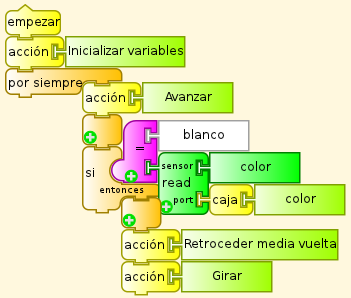 empezar
acción Inicializar variables
por siempre
acción Avanzar
= blanco
sensor color
si read
entonces port caja color
acción Retroceder media vuelta
acción Girar